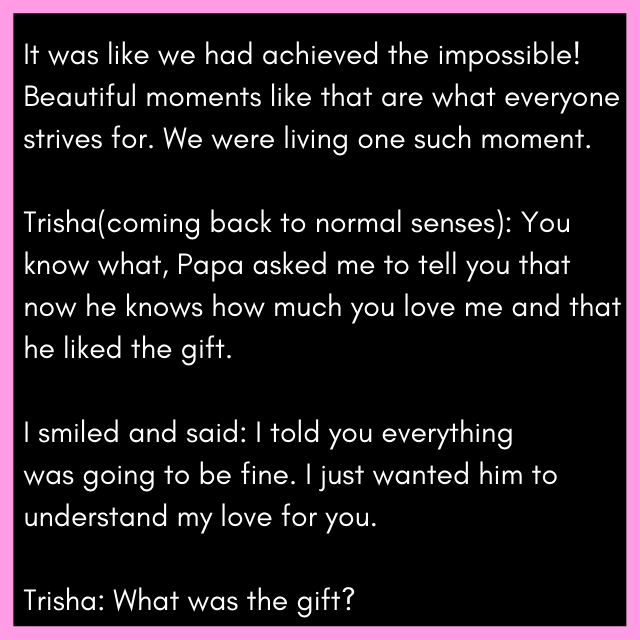 It was like we had achieved the impossible!
Beautiful moments like that are what everyone
strives for. We were living one such moment.
Trisha(coming back to normal senses): You
know what, Papa asked me to tell you that
now he knows how much you love me and that
he liked the gift.
I smiled and said: I told you everything
was going to be fine. I just wanted him to
understand my love for you.
Trisha: What was the gift?